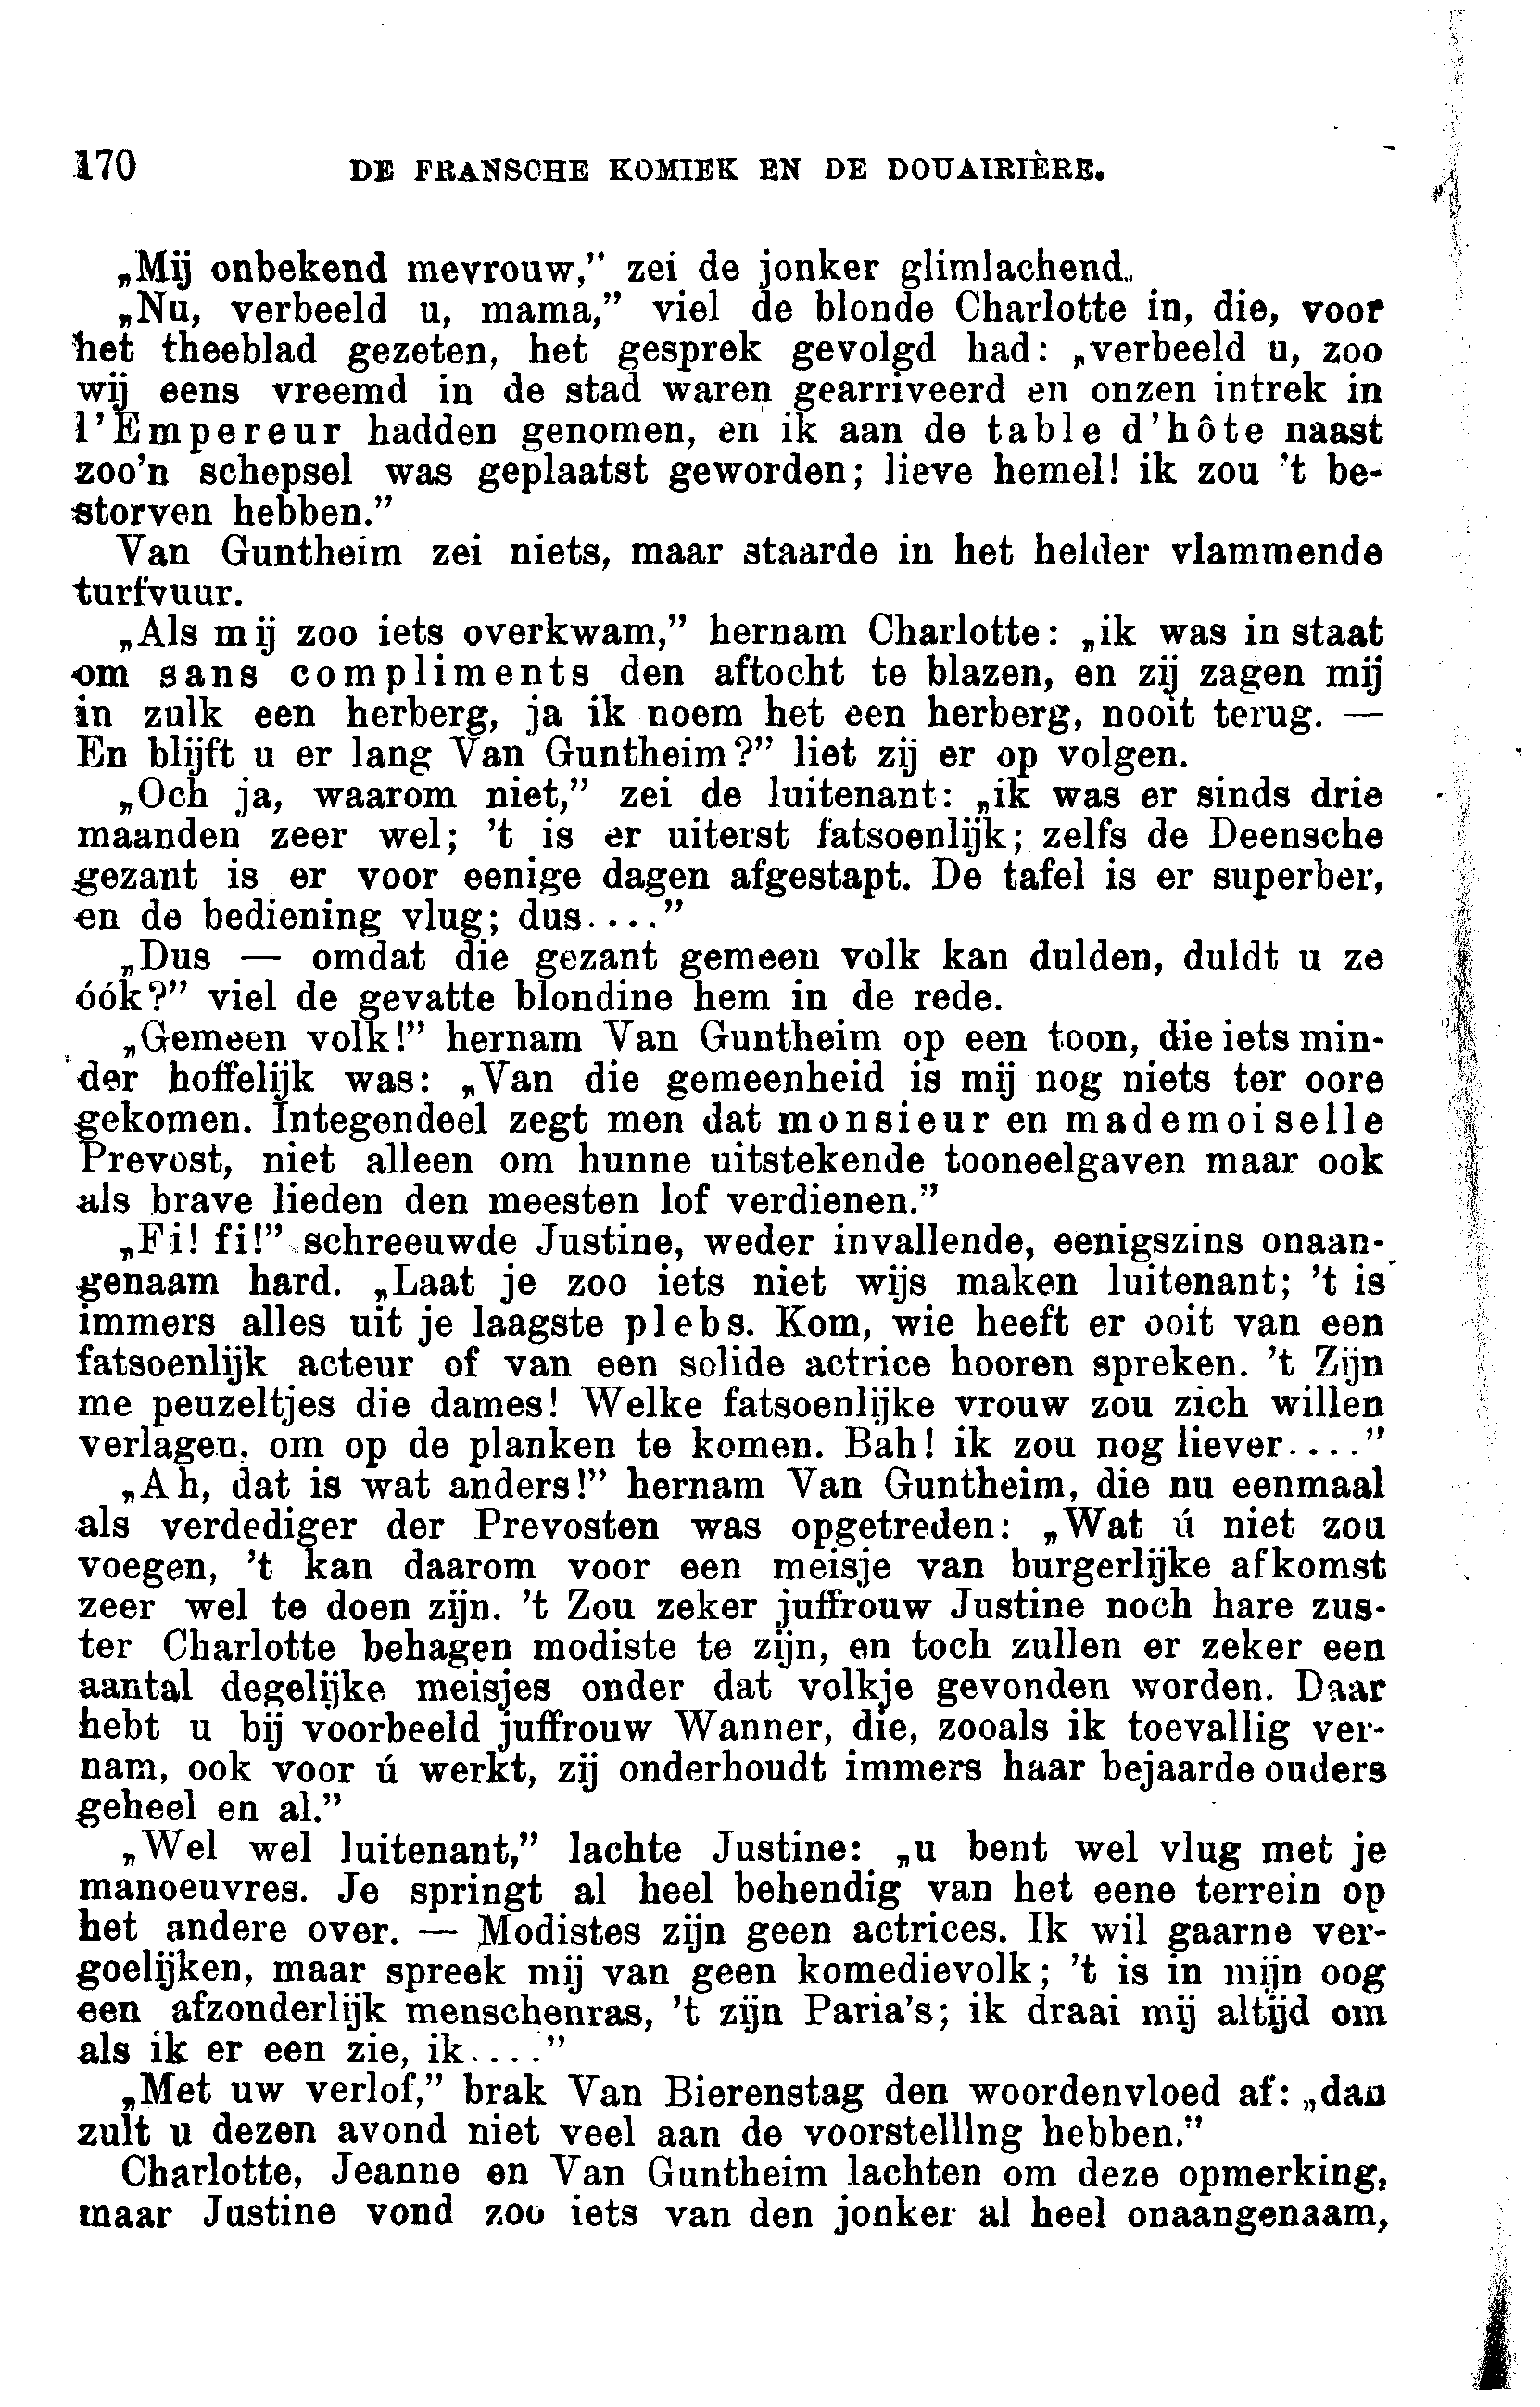 170 DE FRANSCHE KOMIEK EN DE DOUAIRIÈRE.
„Mij onbekend mevrouw,” zei de jonker glimlachend.
„Nu, verbeeld u, mama,” viel de blonde Charlotte in, die, voor
het theeblad gezeten, het gesprek gevolgd had: „verbeeld u, zoo
wij eens vreemd in de stad waren gearriveerd en onzen intrek in
l’Empereur hadden genomen, en ik aan de table d’hôte naast
zoo’n schepsel was geplaatst geworden; lieve hemel! ik zou ’t be-
storven hebben.”
Van Guntheim zei niets, maar staarde in het helder vlammende
turfvuur.
„Als mij zoo iets overkwam,” hernam Charlotte: „ik was in staat
om sans compliments den aftocht te blazen, en zij zagen mij
in zulk een herberg, ja ik noem het een herberg, nooit terug. —
En blijft u er lang Van Guntheim?” liet zij er op volgen.
„Och ja, waarom niet,” zei de luitenant: „ik was er sinds drie
maanden zeer wel; ’t is er uiterst fatsoenlijk; zelfs de Deensche
gezant is er voor eenige dagen afgestapt. De tafel is er superber,
en de bediening vlug; dus....”
„Dus — omdat die gezant gemeen volk kan dulden, duldt u ze
óók?” viel de gevatte blondine hem in de rede.
„Gemeen volk!” hernam Van Guntheim op een toon, die iets min-
der hoffelijk was: „Van die gemeenheid is mij nog niets ter oore
gekomen. Integendeel zegt men dat monsieur en mademoiselle
Prevost, niet alleen om hunne uitstekende tooneelgaven maar ook
als brave lieden den meesten lof verdienen.”
„Fi! fi!” schreeuwde Justine, weder invallende, eenigszins onaan-
genaam hard. „Laat je zoo iets niet wijs maken luitenant; ’t is
immers alles uit je laagste plebs. Kom, wie heeft er ooit van een
fatsoenlijk acteur of van een solide actrice hooren spreken. ’t Zijn
me peuzeltjes die dames! Welke fatsoenlijke vrouw zou zich willen
verlagen, om op de planken te komen. Bah! ik zou nog liever....”
„Ah, dat is wat anders!” hernam Van Guntheim, die nu eenmaal
als verdediger der Prevosten was opgetreden: „Wat ú niet zou
voegen, ’t kan daarom voor een meisje van burgerlijke afkomst
zeer wel te doen zijn. ’t Zou zeker juffrouw Justine noch hare zus-
ter Charlotte behagen modiste te zijn, en toch zullen er zeker een
aantal degelijke meisjes onder dat volkje gevonden worden. Daar
hebt u bij voorbeeld juffrouw Wanner, die, zooals ik toevallig ver-
nam, ook voor ú werkt, zij onderhoudt immers haar bejaarde ouders
geheel en al.”
„Wel wel luitenant,” lachte Justine: „u bent wel vlug met je
manoeuvres. Je springt al heel behendig van het eene terrein op
het andere over. — Modistes zijn geen actrices. Ik wil gaarne ver-
goelijken, maar spreek mij van geen komedievolk; ’t is in mijn oog
een afzonderlijk menschenras, ’t zijn Paria’s; ik draai mij altijd om
als ik er een zie, ik....”
„Met uw verlof,” brak Van Bierenstag den woordenvloed af: „dan
zult u dezen avond niet veel aan de voorstelllng hebben.”
Charlotte, Jeanne en Van Guntheim lachten om deze opmerking,
maar Justine vond zoo iets van den jonker al heel onaangenaam,